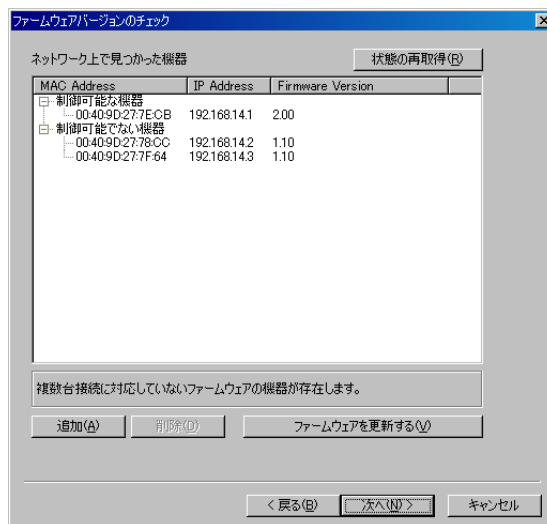 ファームウェアバージョンのチェック
ネットワーク上で見つかった機器
状態の再取得(R)
MAC Address IP Address Firmware Version
制御可能な機器
00:40:9D:27:7E:CB 192.168.14.1 2.00
制御可能でない機器
00:40:9D:27:78:CC 192.168.14.2 1.10
00:40:9D:27:7F:64 192.168.14.3 1.10
複数台接続に対応していないファームウェアの機器が存在します。
追加(A) 削除(D) ファームウェアを更新する(V)
< 戻る(B) 次へ(N) > キャンセル